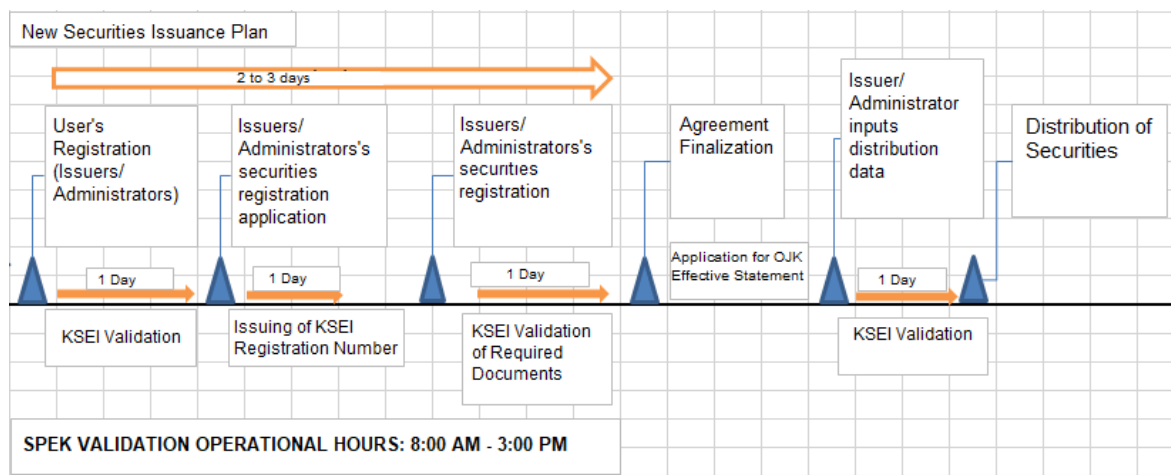 New Securities Issuance Plan
2 to 3 days
User's
Registration
(Issuers/
Administrators)
Issuers/
Administrators's
securities
registration
application
Issuers/
Administrators's
securities
registration
Agreement
Finalization
Issuer/
Administrator
inputs
distribution
data
Distribution of
Securities
1 Day
1 Day
1 Day
Application for OJK
Effective Statement
1 Day
KSEI Validation
Issuing of KSEI
Registration Number
KSEI Validation
of Required
Documents
KSEI Validation
SPEK VALIDATION OPERATIONAL HOURS: 8:00 AM - 3:00 PM